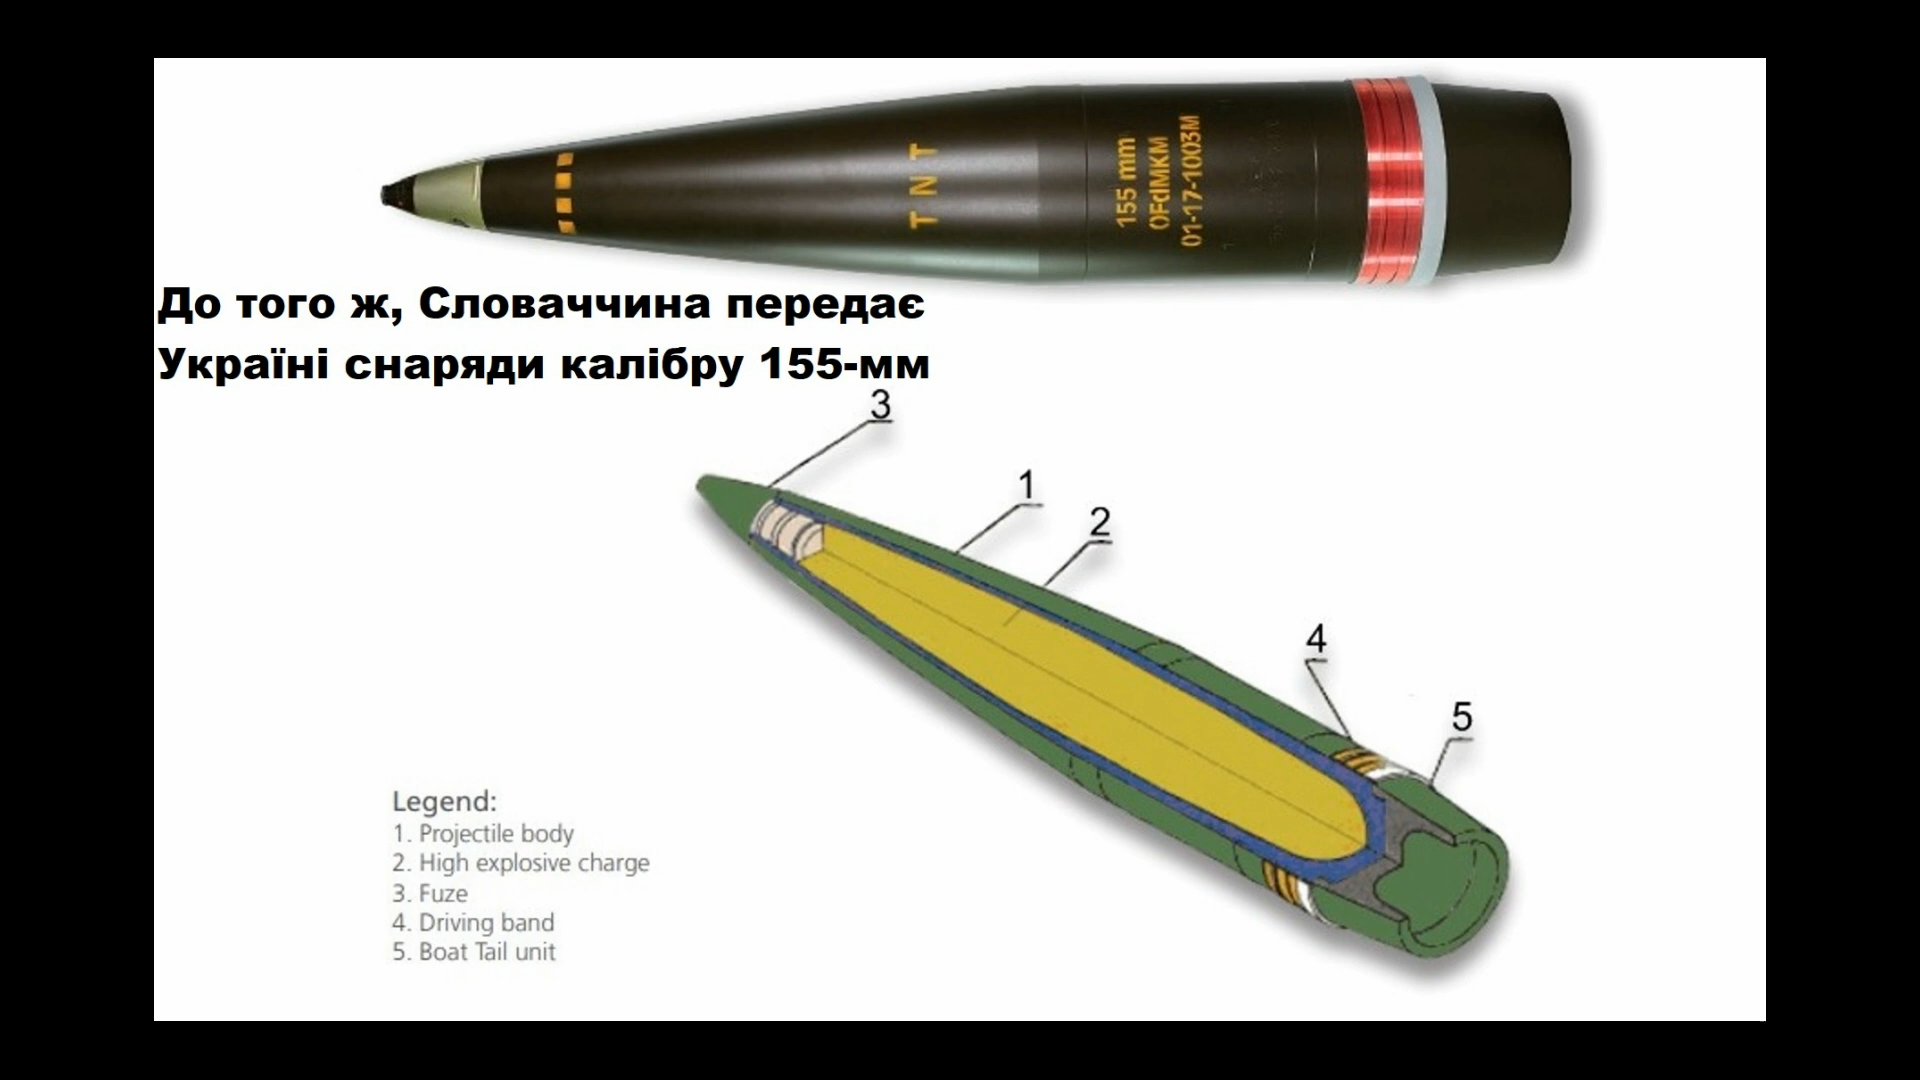 TNT
155 mm
OFdMKM
01-17-1003M
До того ж, Словаччина передає
Україні снаряди калібру 155-мм
3
1
2
4
5
Legend:
1. Projectile body
2. High explosive charge
3. Fuze
4. Driving band
5. Boat Tail unit